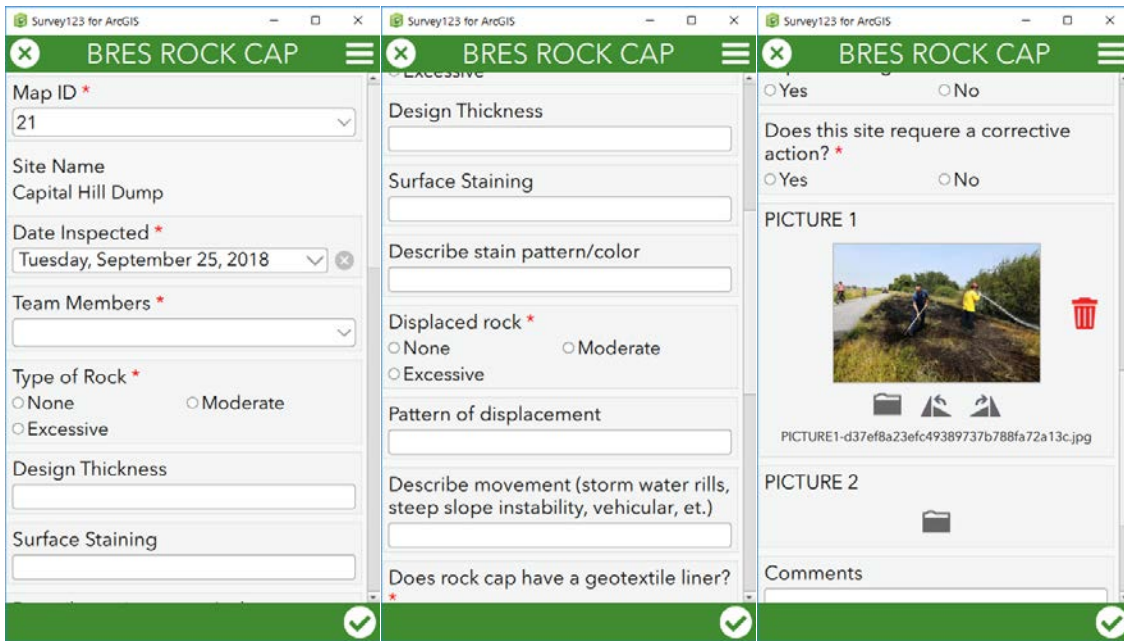 Survey123 for ArcGIS
BRES ROCK CAP
Map ID *
21
Site Name
Capital Hill Dump
Date Inspected *
Tuesday, September 25, 2018
Team Members *
Type of Rock *
None Moderate
Excessive
Design Thickness
Surface Staining
Survey123 for ArcGIS
BRES ROCK CAP
Excessive
Design Thickness
Surface Staining
Describe stain pattern/color
Displaced rock *
None Moderate
Excessive
Pattern of displacement
Describe movement (storm water rills,
steep slope instability, vehicular, et.)
Does rock cap have a geotextile liner?
*
Survey123 for ArcGIS
BRES ROCK CAP
Yes No
Does this site requere a corrective
action? *
Yes No
PICTURE 1
PICTURE1-d37ef8a23efc49389737b788fa72a13c.jpg
PICTURE 2
Comments